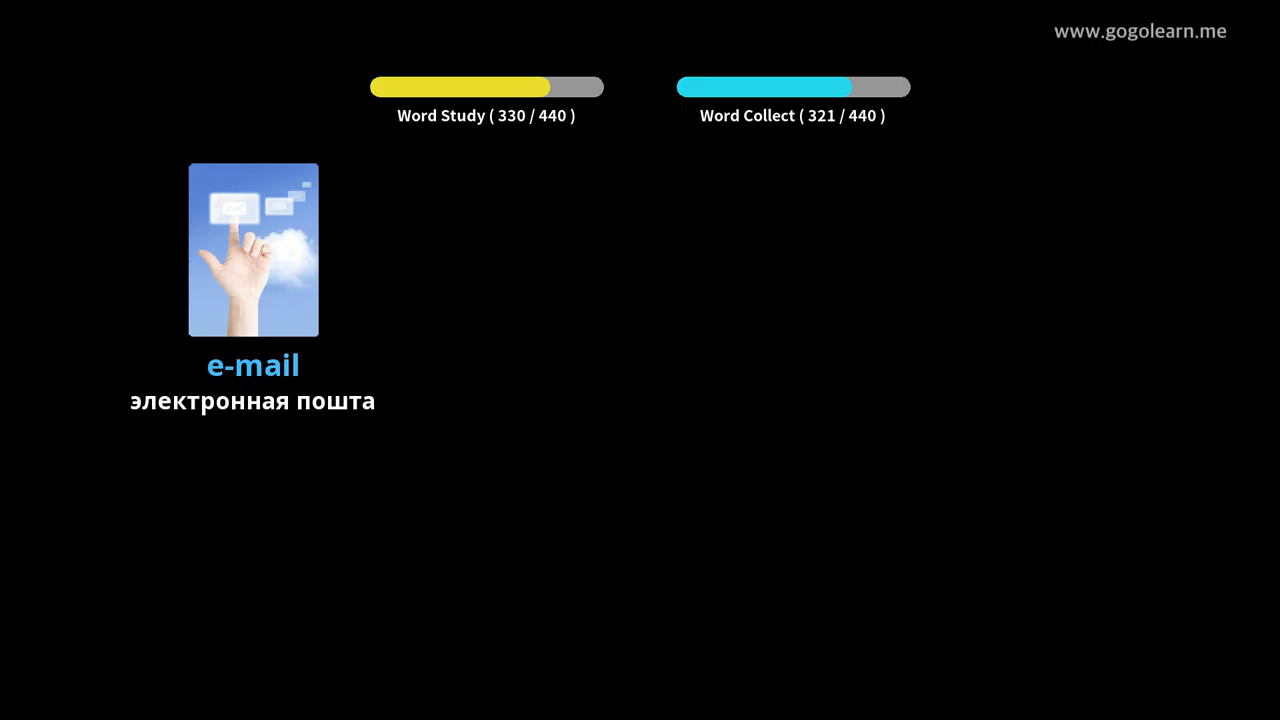 www.gogolearn.me
Word Study ( 330 / 440 )
Word Collect ( 321 / 440 )
e-mail
электронная пошта